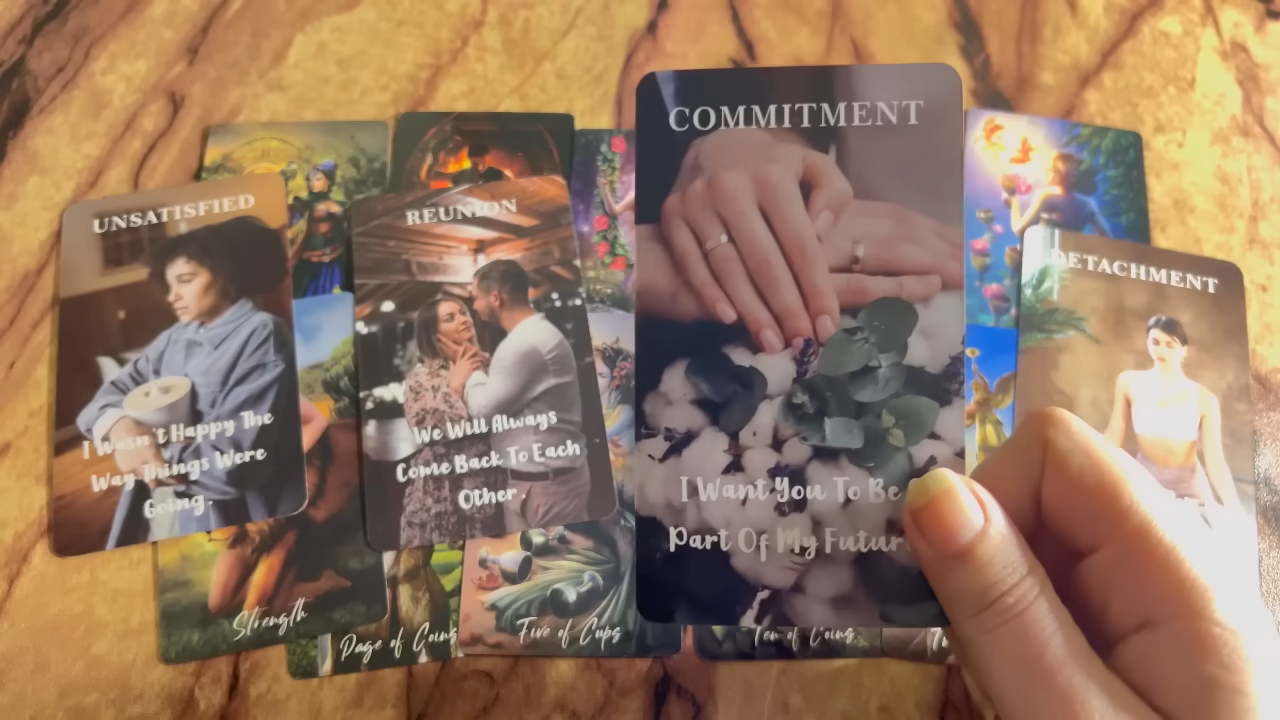 UNSATISFIED
I Wasn't Happy The
Way Things Were
Going.
REUNION
We Will Always
Come Back To Each
Other.
COMMITMENT
I Want You To Be
Part Of My
DETACHMENT
Strength
Page of Coins
Five of Cups
Ten of Coins